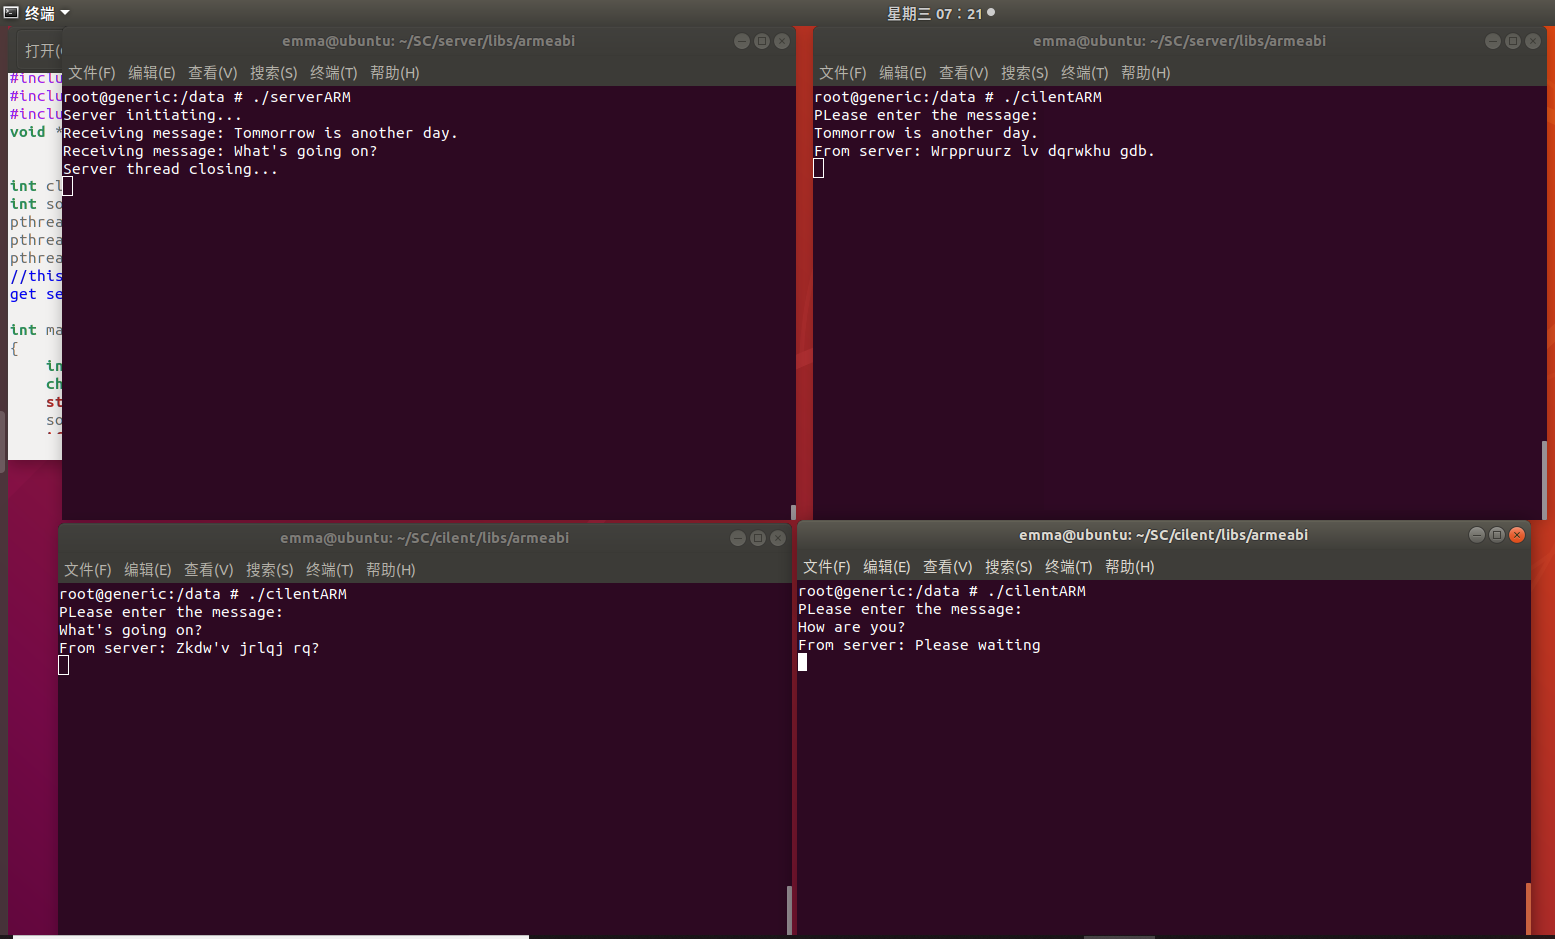 终端
星期三 07:21
打开(
#inclu
#inclu
#inclu
void *
int cl
int so
pthrea
pthrea
pthrea
//this
get se
int ma
{
in
ch
st
so
emma@ubuntu: ~/SC/server/libs/armeabi
文件(F) 编辑(E) 查看(V) 搜索(S) 终端(T) 帮助(H)
root@generic:/data # ./serverARM
Server initiating...
Receiving message: Tommorrow is another day.
Receiving message: What's going on?
Server thread closing...
emma@ubuntu: ~/SC/server/libs/armeabi
文件(F) 编辑(E) 查看(V) 搜索(S) 终端(T) 帮助(H)
root@generic:/data # ./cilentARM
PLease enter the message:
Tommorrow is another day.
From server: Wrppruurz lv dqrwkhu gdb.
emma@ubuntu: ~/SC/cilent/libs/armeabi
文件(F) 编辑(E) 查看(V) 搜索(S) 终端(T) 帮助(H)
root@generic:/data # ./cilentARM
PLease enter the message:
What's going on?
From server: Zkdw'v jrlqj rq?
emma@ubuntu: ~/SC/cilent/libs/armeabi
文件(F) 编辑(E) 查看(V) 搜索(S) 终端(T) 帮助(H)
root@generic:/data # ./cilentARM
PLease enter the message:
How are you?
From server: Please waiting